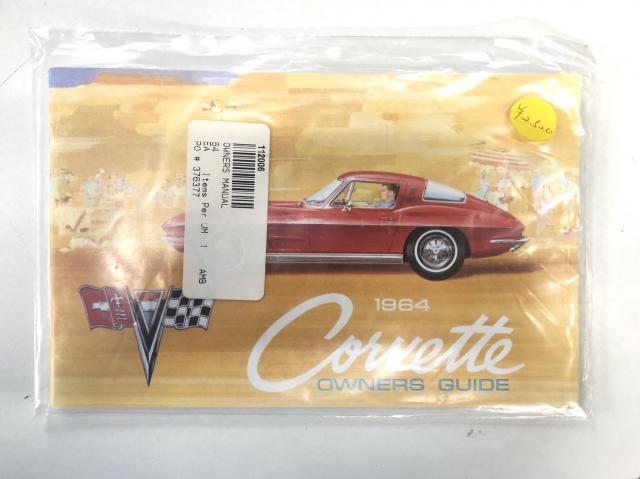 112006
OWNERS MANUAL
64
EA Items Per UM 1 AMB
PO # 376377
1964
Corvette
OWNERS GUIDE